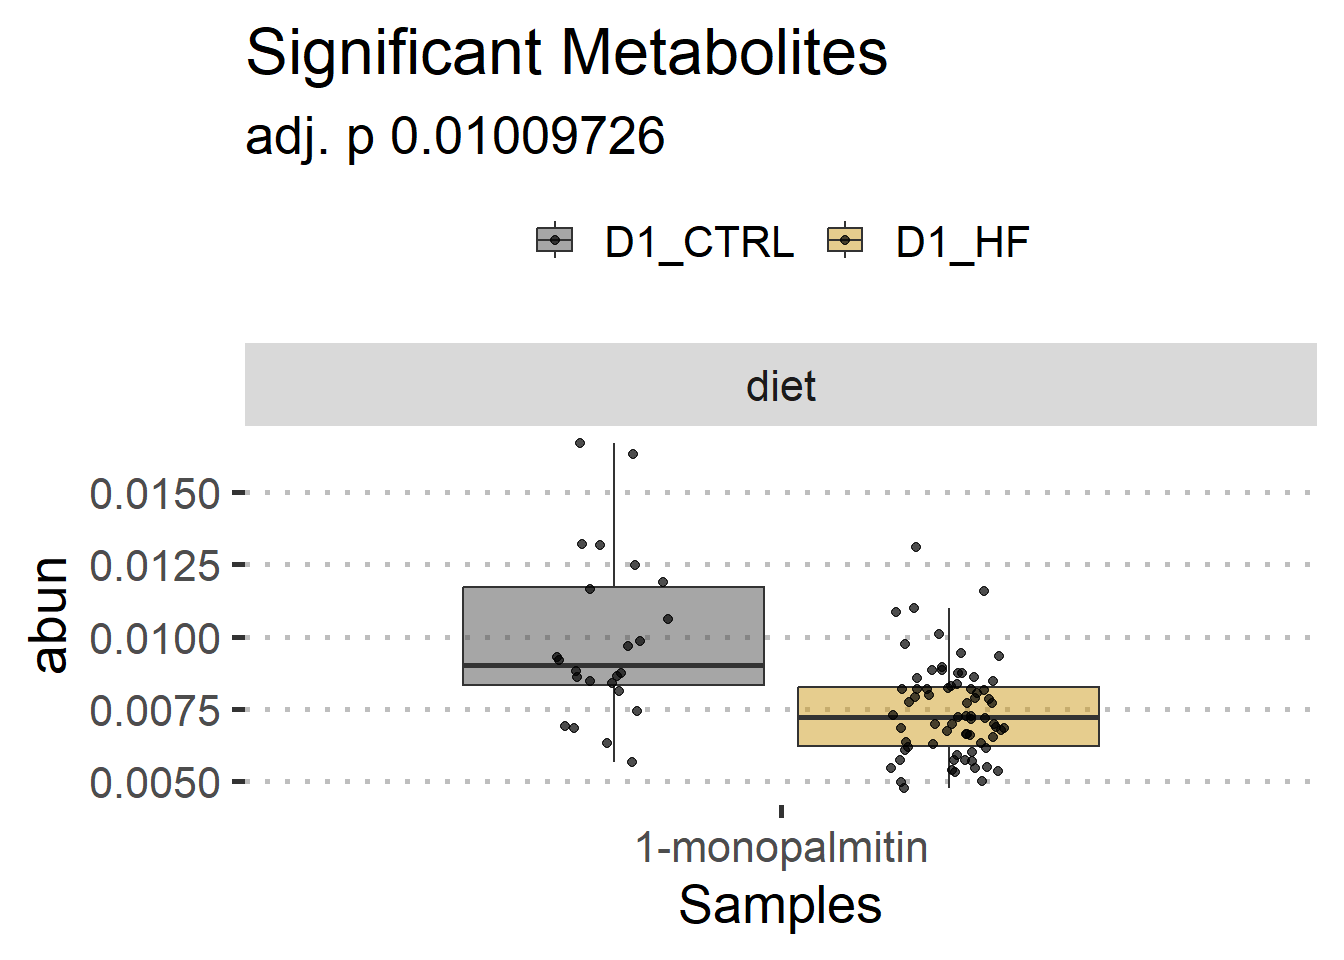 Significant Metabolites
adj. p 0.01009726
D1_CTRL D1_HF
diet
0.0150
0.0125
0.0100
0.0075
0.0050
abun
1-monopalmitin
Samples